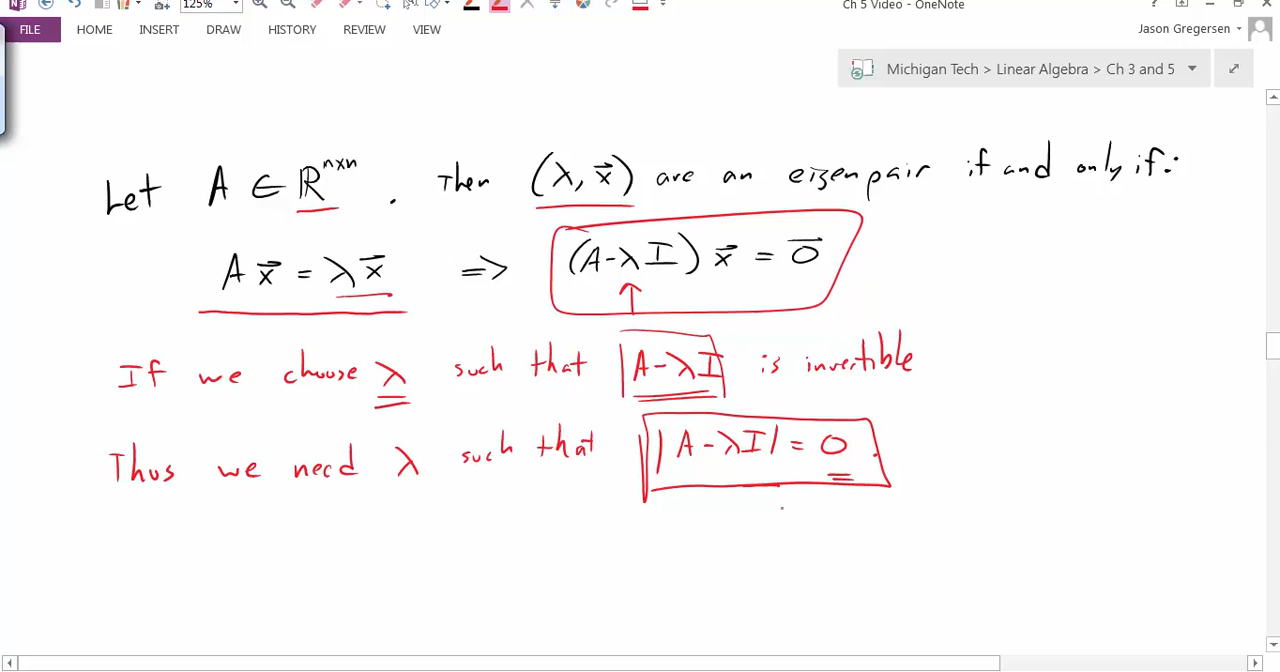 125%
Ch 5 Video - OneNote
?
FILE HOME INSERT DRAW HISTORY REVIEW VIEW
Jason Gregersen
Michigan Tech > Linear Algebra > Ch 3 and 5
Let A ∈ ℝⁿˣⁿ. Then (λ, x⃗) are an eigenpair if and only if:
A x⃗ = λ x⃗ => (A-λI) x⃗ = 0⃗
If we choose λ such that A-λI is invertible
Thus we need λ such that |A-λI| = 0.